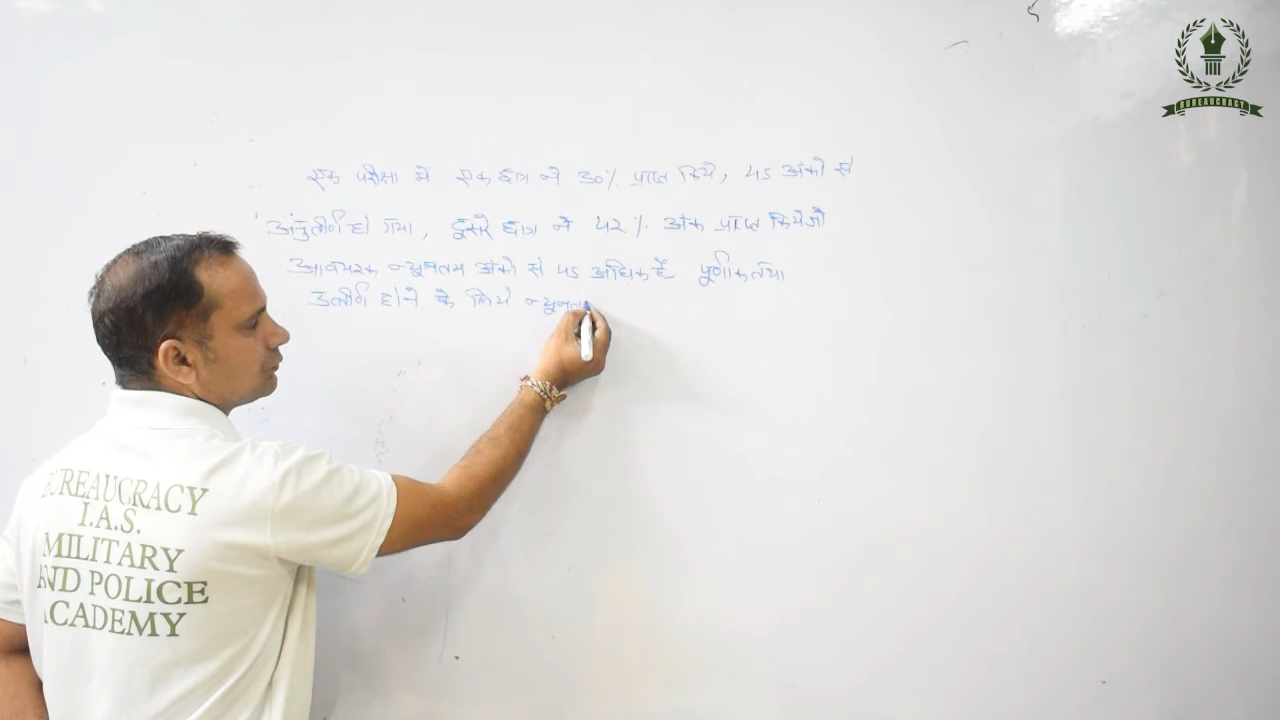 एक परीक्षा में एक छात्र ने 30% प्राप्त किये, 45 अंको से
अनुत्तीर्ण हो गया, दूसरे छात्र ने 42% अंक प्राप्त किये जो
आवश्यक न्यूनतम अंको से 45 अधिक है पूर्णांक तथा
उत्तीर्ण होने के लिये न्यूनतम
BUREAUCRACY
I.A.S.
MILITARY
AND POLICE
ACADEMY
BUREAUCRACY